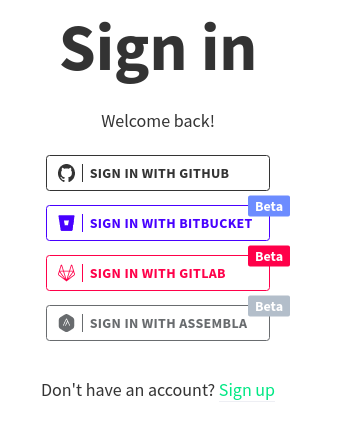 Sign in
Welcome back!
SIGN IN WITH GITHUB
Beta
SIGN IN WITH BITBUCKET
Beta
SIGN IN WITH GITLAB
Beta
SIGN IN WITH ASSEMBLA
Don't have an account? Sign up